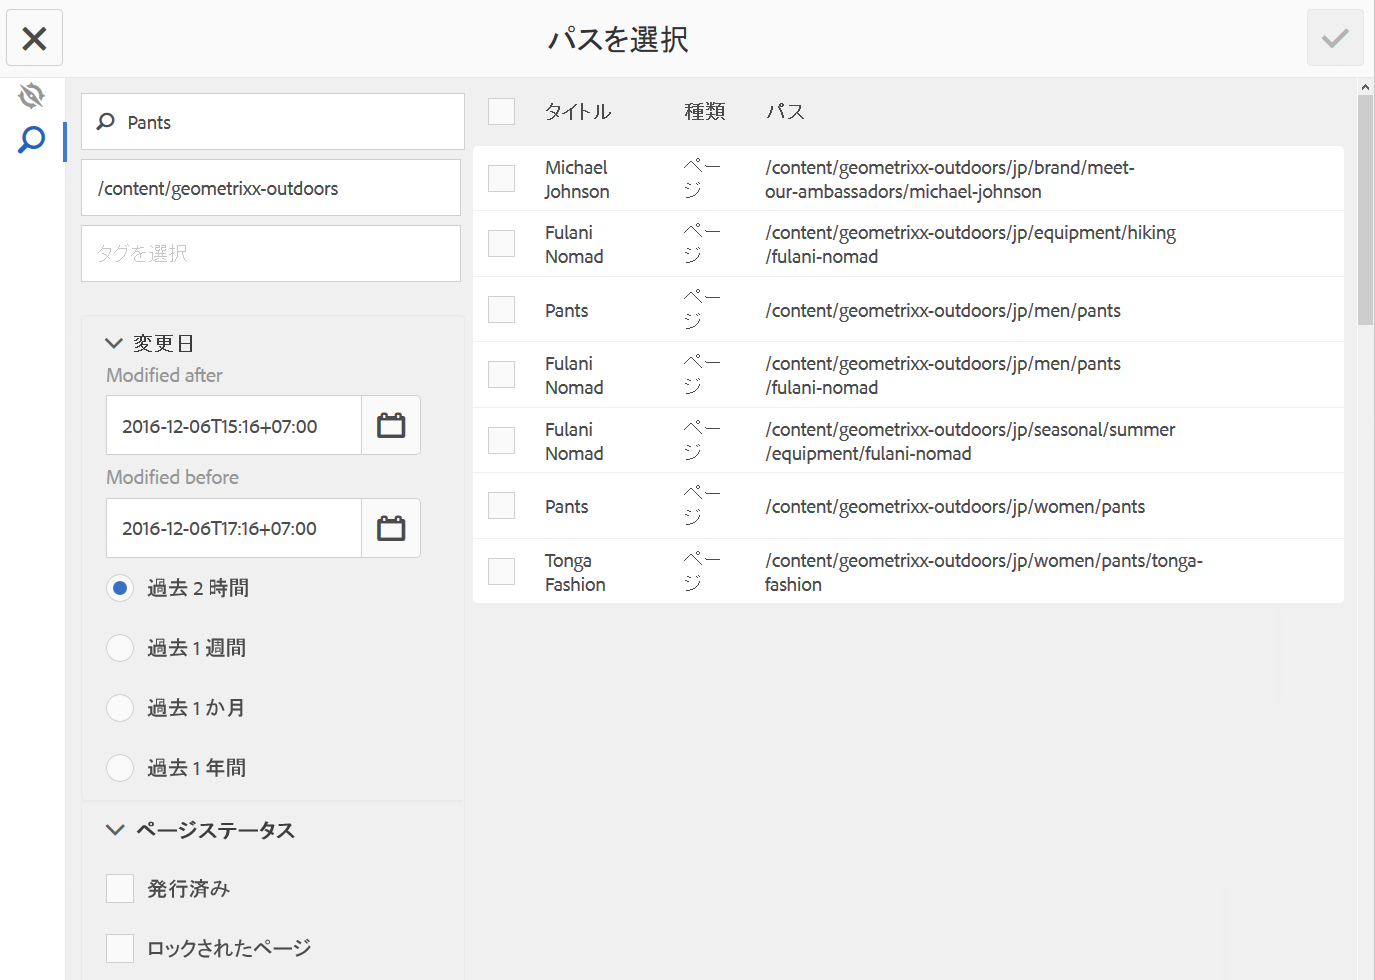 パスを選択
Pants
/content/geometrixx-outdoors
タグを選択
変更日
Modified after
2016-12-06T15:16+07:00
Modified before
2016-12-06T17:16+07:00
過去 2 時間
過去 1 週間
過去 1 か月
過去 1 年間
ページステータス
発行済み
ロックされたページ
タイトル 種類 パス
Michael
Johnson
ペー
ジ
/content/geometrixx-outdoors/jp/brand/meet-
our-ambassadors/michael-johnson
Fulani
Nomad
ペー
ジ
/content/geometrixx-outdoors/jp/equipment/hiking
/fulani-nomad
Pants
ペー
ジ
/content/geometrixx-outdoors/jp/men/pants
Fulani
Nomad
ペー
ジ
/content/geometrixx-outdoors/jp/men/pants
/fulani-nomad
Fulani
Nomad
ペー
ジ
/content/geometrixx-outdoors/jp/seasonal/summer
/equipment/fulani-nomad
Pants
ペー
ジ
/content/geometrixx-outdoors/jp/women/pants
Tonga
Fashion
ペー
ジ
/content/geometrixx-outdoors/jp/women/pants/tonga-
fashion